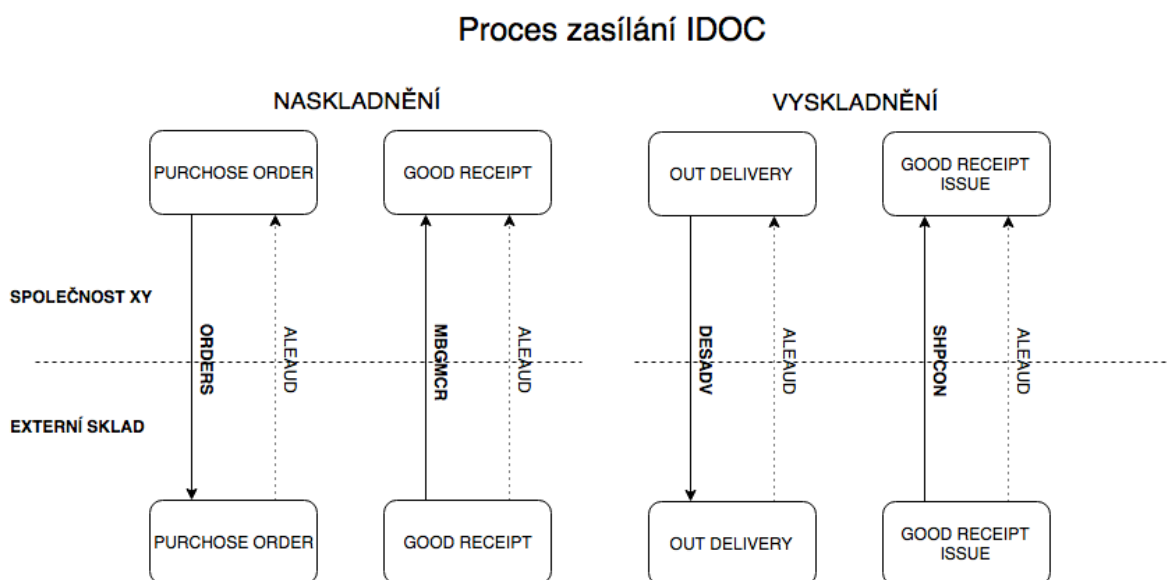 Proces zasílání IDOC
NASKLADNĚNÍ
VYSKLADNĚNÍ
PURCHOSE ORDER
GOOD RECEIPT
OUT DELIVERY
GOOD RECEIPT
ISSUE
SPOLEČNOST XY
ORDERS
ALEAUD
MBGMCR
ALEAUD
DESADV
ALEAUD
SHPCON
ALEAUD
EXTERNÍ SKLAD
PURCHOSE ORDER
GOOD RECEIPT
OUT DELIVERY
GOOD RECEIPT
ISSUE